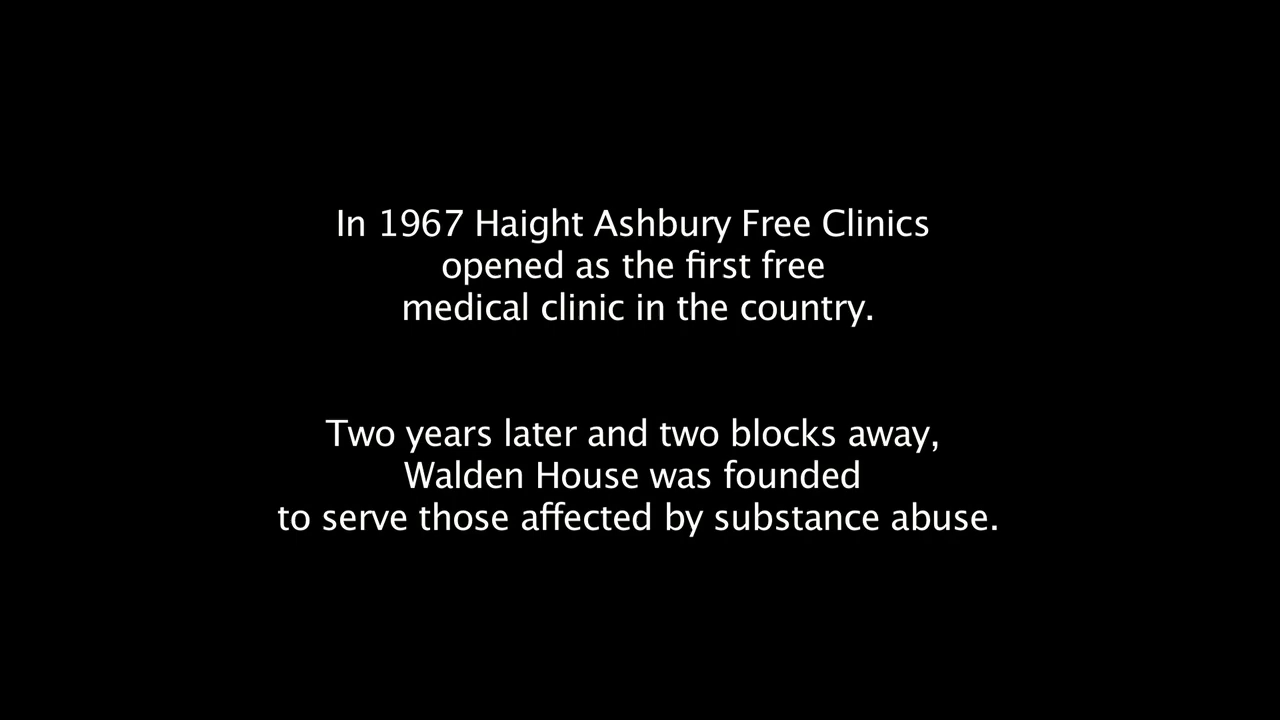 In 1967 Haight Ashbury Free Clinics
opened as the first free
medical clinic in the country.
Two years later and two blocks away,
Walden House was founded
to serve those affected by substance abuse.